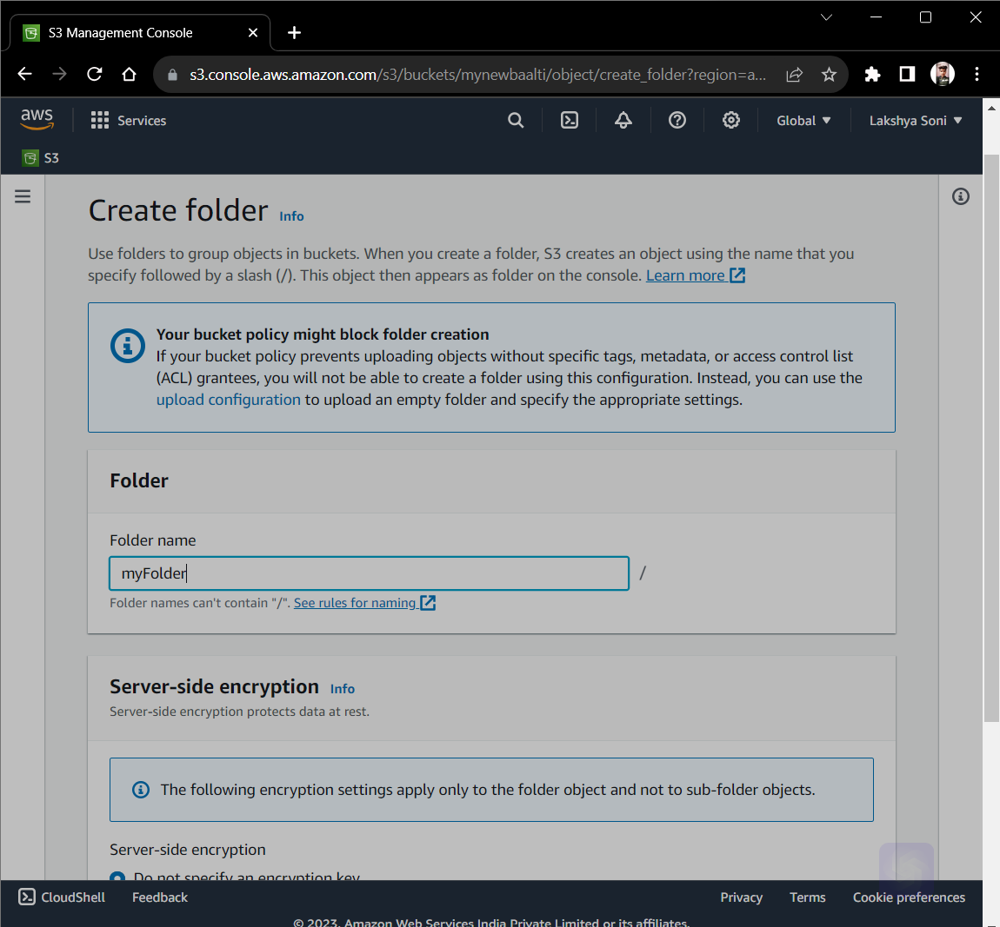 S3 Management Console
s3.console.aws.amazon.com/s3/buckets/mynewbaalti/object/create_folder?region=a...
aws
Services
Global
Lakshya Soni
S3
Create folder Info
Use folders to group objects in buckets. When you create a folder, S3 creates an object using the name that you
specify followed by a slash (/). This object then appears as folder on the console. Learn more
Your bucket policy might block folder creation
If your bucket policy prevents uploading objects without specific tags, metadata, or access control list
(ACL) grantees, you will not be able to create a folder using this configuration. Instead, you can use the
upload configuration to upload an empty folder and specify the appropriate settings.
Folder
Folder name
myFolder /
Folder names can't contain "/". See rules for naming
Server-side encryption Info
Server-side encryption protects data at rest.
The following encryption settings apply only to the folder object and not to sub-folder objects.
Server-side encryption
Do not specify an encryption key
CloudShell Feedback Privacy Terms Cookie preferences
© 2023, Amazon Web Services India Private Limited or its affiliates.